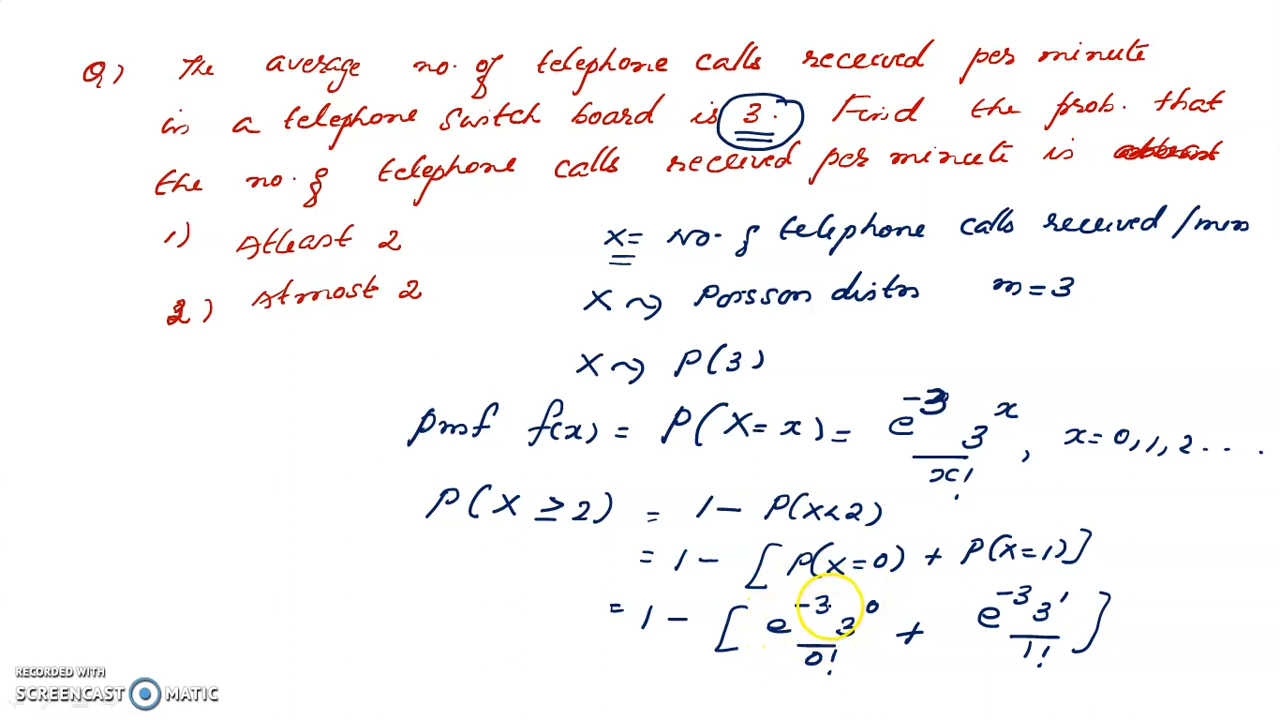 Q) The average no. of telephone calls received per minute
in a telephone switch board is 3. Find the prob. that
the no. of telephone calls received per minute is
1) Atleast 2
2) Atmost 2
X = No. of telephone calls received /min
X ~ Poisson distn m = 3
X ~ P(3)
pmf f(x) = P(X = x) = e^-3 3^x / x! , x = 0, 1, 2 ....
P(X ≥ 2) = 1 - P(X < 2)
= 1 - [P(X = 0) + P(X = 1)]
= 1 - [e^-3 3^0 / 0! + e^-3 3^1 / 1!]
RECORDED WITH
SCREENCAST MATIC